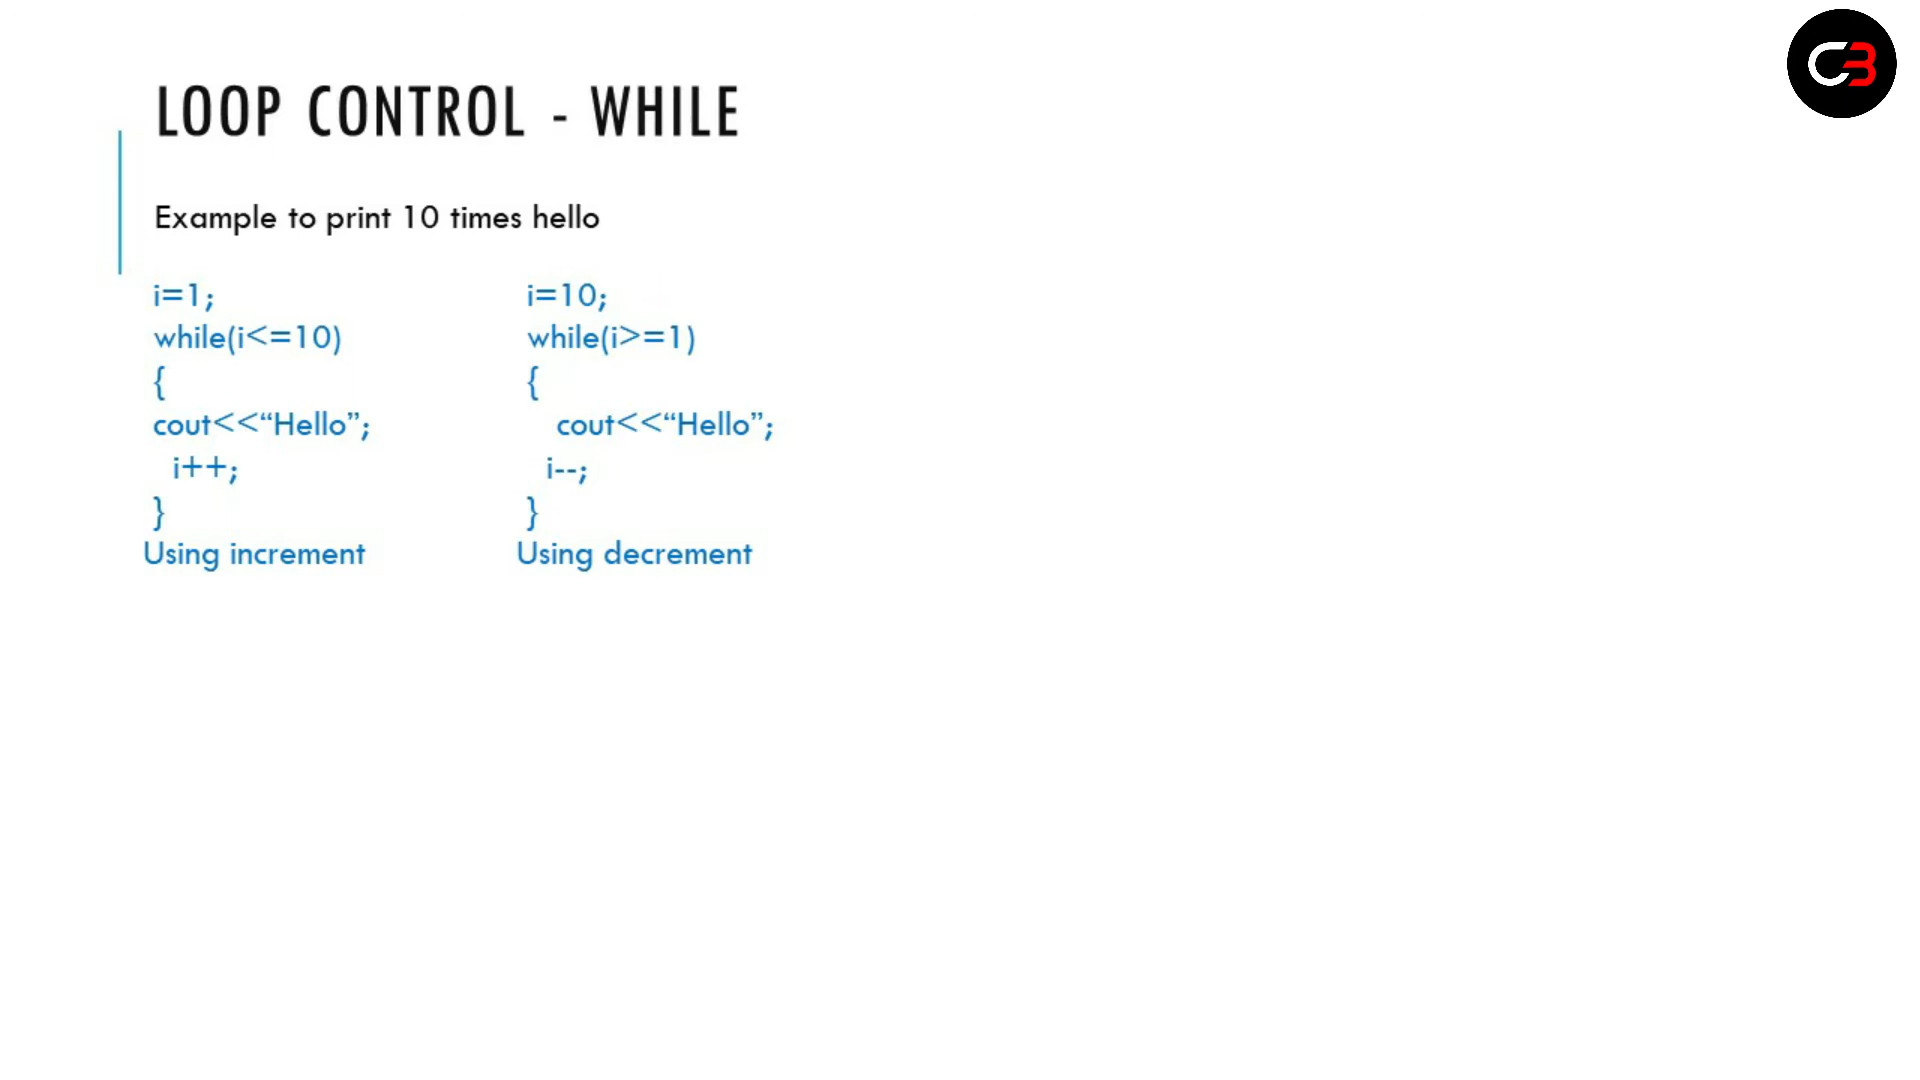 LOOP CONTROL - WHILE
Example to print 10 times hello
i=1;
while(i<=10)
{
cout<<“Hello”;
i++;
}
Using increment
i=10;
while(i>=1)
{
cout<<“Hello”;
i--;
}
Using decrement
CB